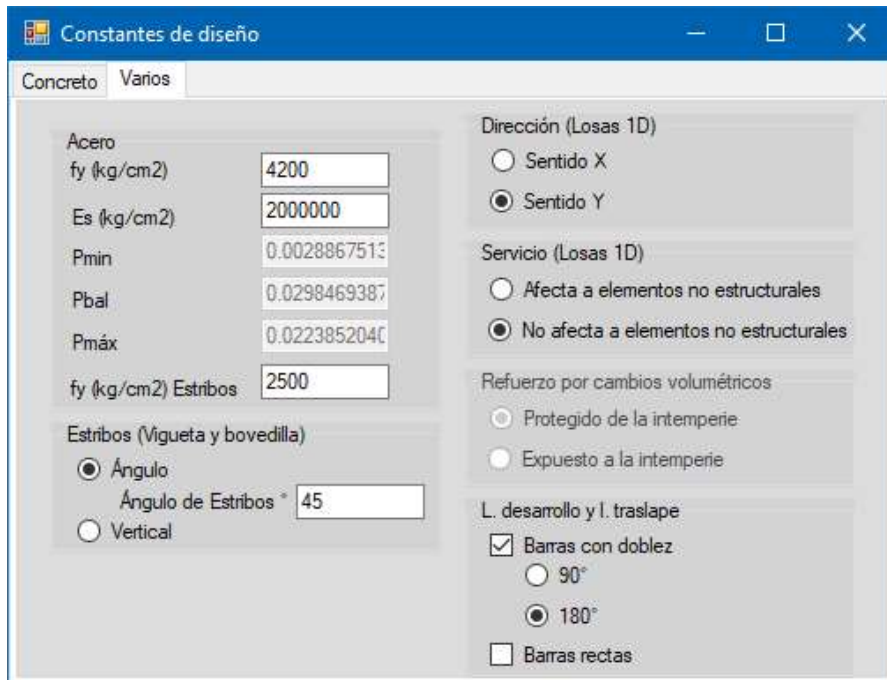 Constantes de diseño
Concreto
Varios
Acero
fy (kg/cm2)
4200
Es (kg/cm2)
2000000
Pmin
0.0028867513
Pbal
0.0298469387
Pmáx
0.022385204
fy (kg/cm2) Estribos
2500
Estribos (Vigueta y bovedilla)
Ángulo
Ángulo de Estribos °
45
Vertical
Dirección (Losas 1D)
Sentido X
Sentido Y
Servicio (Losas 1D)
Afecta a elementos no estructurales
No afecta a elementos no estructurales
Refuerzo por cambios volumétricos
Protegido de la intemperie
Expuesto a la intemperie
L. desarrollo y l. traslape
Barras con doblez
90°
180°
Barras rectas